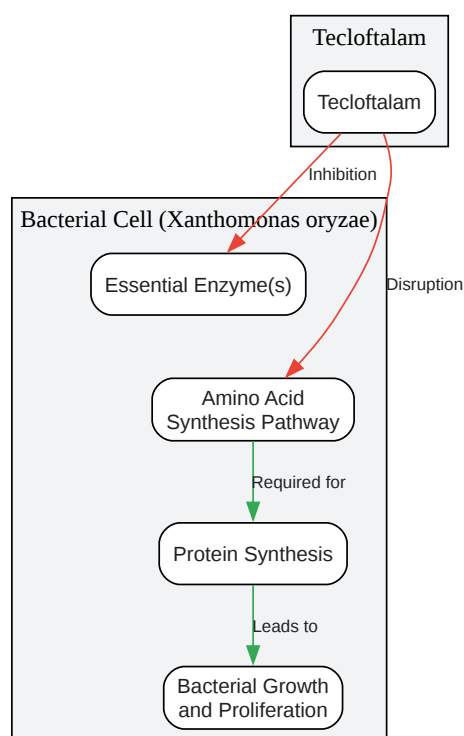 Tecloftalam
Tecloftalam
Inhibition
Bacterial Cell (Xanthomonas oryzae)
Essential Enzyme(s)
Disruption
Amino Acid
Synthesis Pathway
Required for
Protein Synthesis
Leads to
Bacterial Growth
and Proliferation